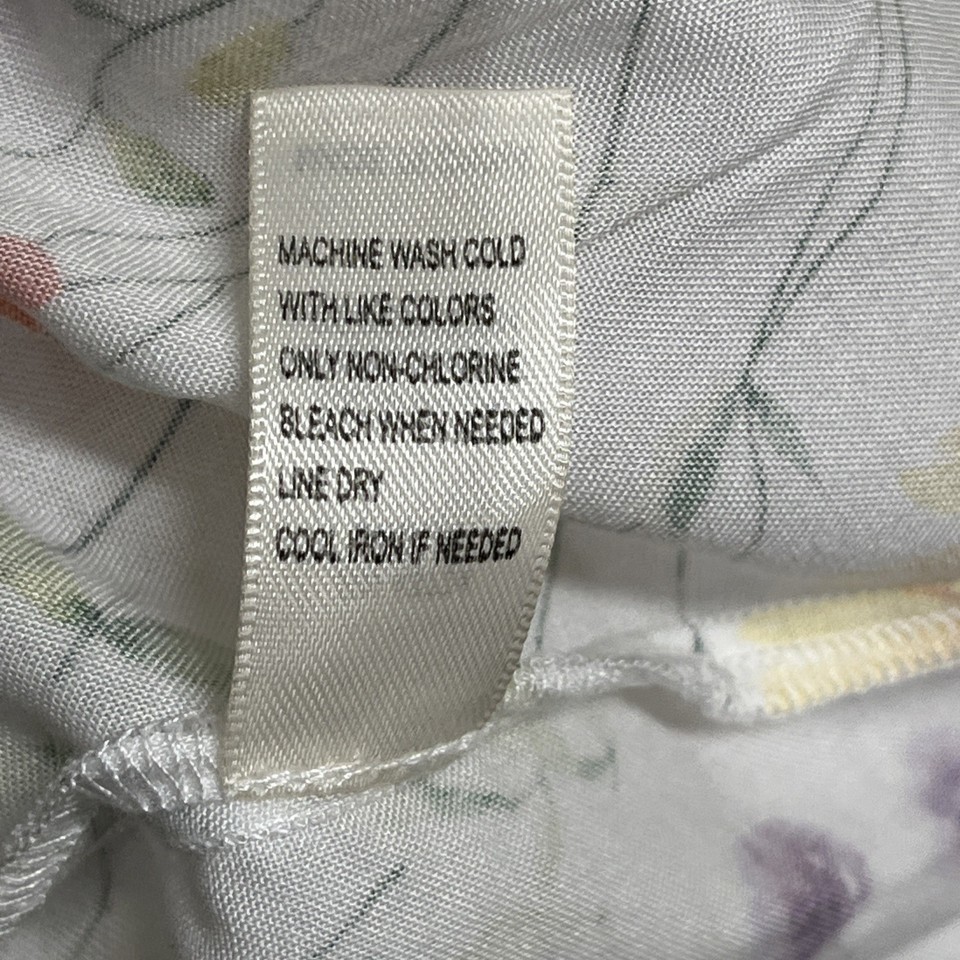 MACHINE WASH COLD
WITH LIKE COLORS
ONLY NON-CHLORINE
BLEACH WHEN NEEDED
LINE DRY
COOL IRON IF NEEDED